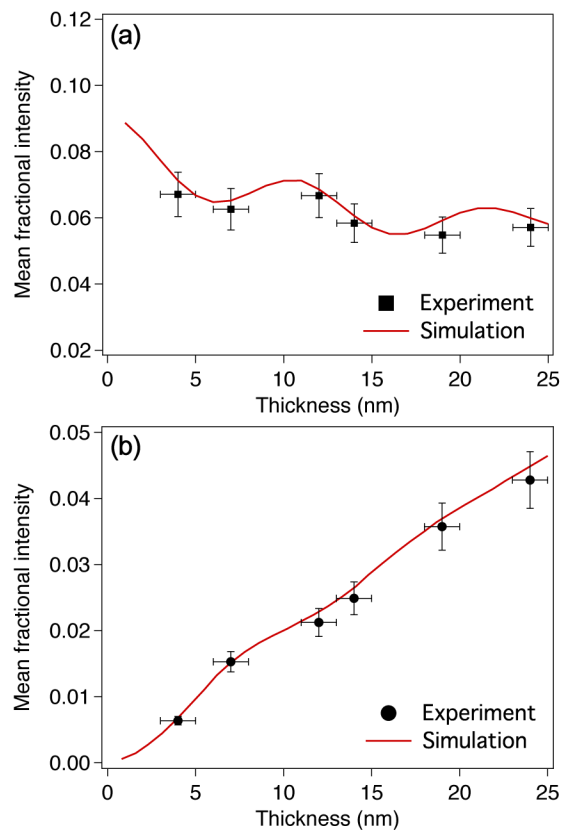 (a)
0.12
0.10
0.08
0.06
0.04
0.02
Mean fractional intensity
Experiment
Simulation
0 5 10 15 20 25
Thickness (nm)
(b)
0.05
0.04
0.03
0.02
0.01
0.00
Mean fractional intensity
Experiment
Simulation
0 5 10 15 20 25
Thickness (nm)